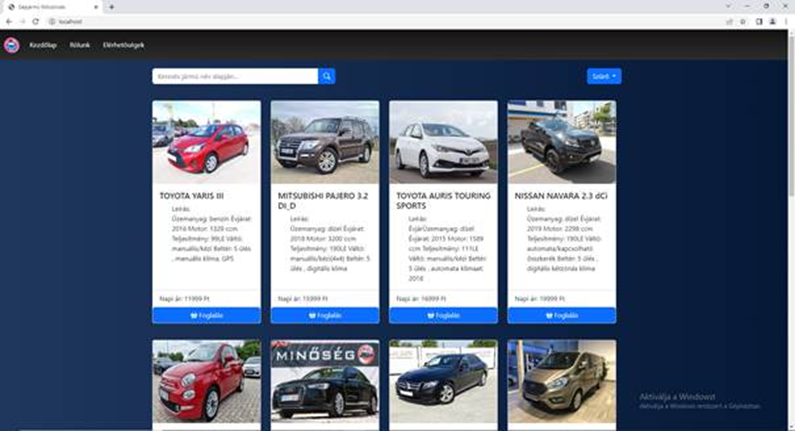 Gépjármű Kölcsönzés
localhost
Kezdőlap Rólunk Elérhetőségek
Keresés jármű név alapján...
Szűrő
TOYOTA YARIS III
Leírás:
Üzemanyag: benzin Évjárat:
2016 Motor: 1329 ccm
Teljesítmény: 99LE Váltó:
manuális/kézi Beltér: 5 ülés
, manuális klíma, GPS
Napi ár: 11999 Ft
Foglalás
MITSUBISHI PAJERO 3.2
DI_D
Leírás:
Üzemanyag: dízel Évjárat:
2018 Motor: 3200 ccm
Teljesítmény: 190LE Váltó:
manuális/kézi(4x4) Beltér: 5
ülés , digitális klíma
Napi ár: 15999 Ft
Foglalás
TOYOTA AURIS TOURING
SPORTS
Leírás:
ÉvjárÜzemanyag: dízel
Évjárat: 2015 Motor: 1589
ccm Teljesítmény: 111LE
Váltó: manuális/kézi Beltér:
5 ülés , automata klímaat:
2018
Napi ár: 16999 Ft
Foglalás
NISSAN NAVARA 2.3 dCi
Leírás:
Üzemanyag: dízel Évjárat:
2019 Motor: 2298 ccm
Teljesítmény: 190LE Váltó:
automata/kapcsolható
összkerék Beltér: 5 ülés ,
digitális kétzónás klíma
Napi ár: 19999 Ft
Foglalás
MINŐSÉG
Aktiválja a Windowst
Aktiválja a Windows rendszert a Gépházban.